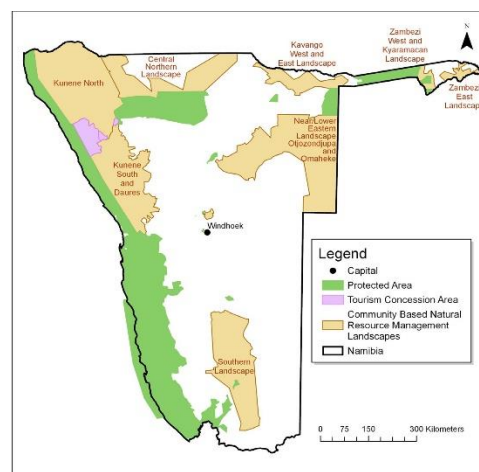 Zambezi
West and
Kyaramacan
Landscape
N
Kavango
West and East
Landscape
Central
Northern
Landscape
Kunene North
Zambezi
East
Landscape
Near/Lower
Eastern
Landscape
Otjozondjupa
and
Omaheke
Kunene
South
and
Daures
Windhoek
Legend
Capital
Protected Area
Tourism Concession Area
Community Based Natural
Resource Management
Landscapes
Namibia
Southern
Landscape
0 75 150 300 Kilometers